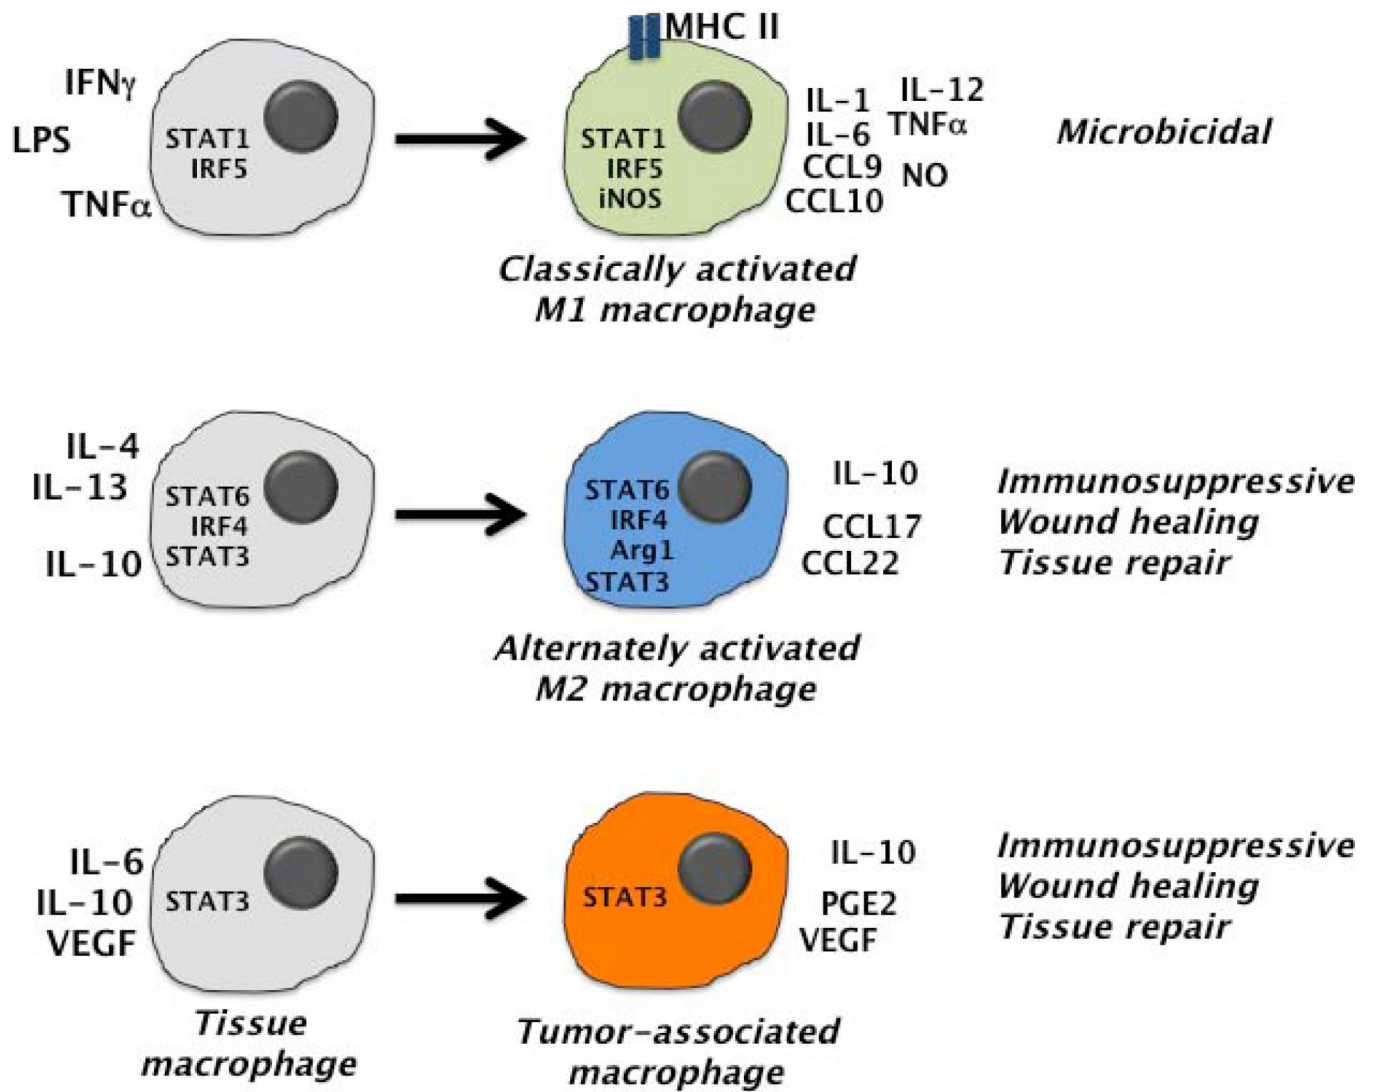 MHC II
IFNγ
LPS
TNFα
STAT1
IRF5
STAT1
IRF5
iNOS
IL-1
IL-6
CCL9
CCL10
IL-12
TNFα
NO
Microbicidal
Classically activated
M1 macrophage
IL-4
IL-13
IL-10
STAT6
IRF4
STAT3
STAT6
IRF4
Arg1
STAT3
IL-10
CCL17
CCL22
Immunosuppressive
Wound healing
Tissue repair
Alternately activated
M2 macrophage
IL-6
IL-10
VEGF
STAT3
STAT3
IL-10
PGE2
VEGF
Immunosuppressive
Wound healing
Tissue repair
Tissue
macrophage
Tumor-associated
macrophage